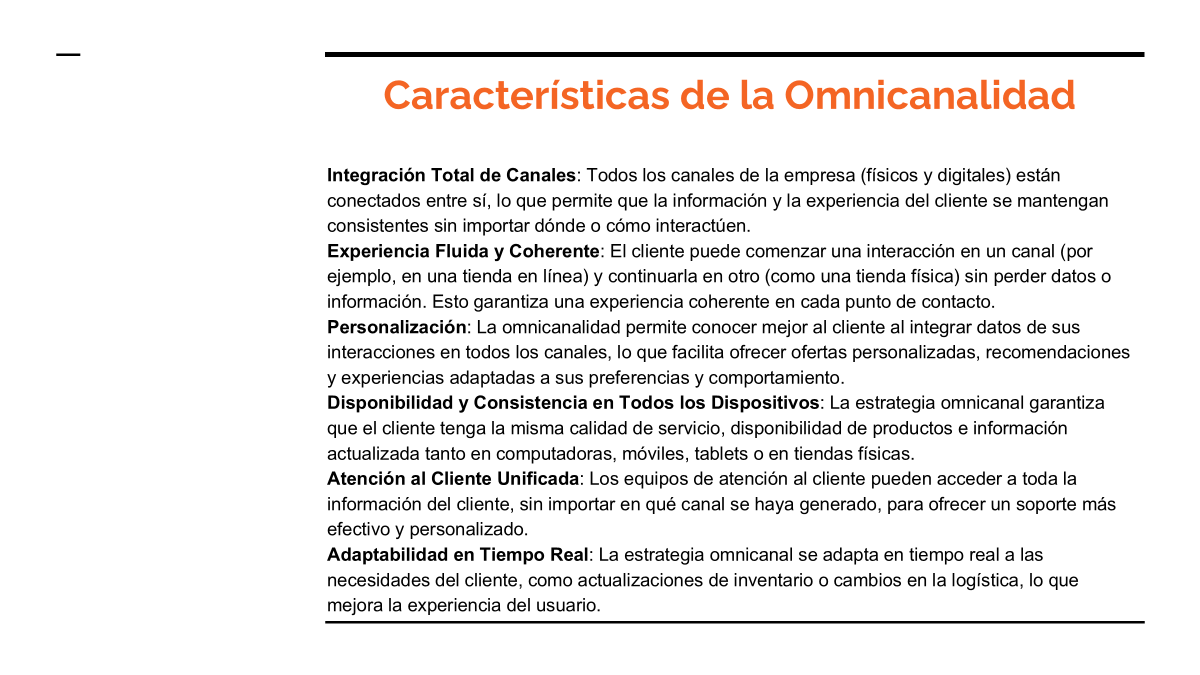 Características de la Omnicanalidad
Integración Total de Canales: Todos los canales de la empresa (físicos y digitales) están
conectados entre sí, lo que permite que la información y la experiencia del cliente se mantengan
consistentes sin importar dónde o cómo interactúen.
Experiencia Fluida y Coherente: El cliente puede comenzar una interacción en un canal (por
ejemplo, en una tienda en línea) y continuarla en otro (como una tienda física) sin perder datos o
información. Esto garantiza una experiencia coherente en cada punto de contacto.
Personalización: La omnicanalidad permite conocer mejor al cliente al integrar datos de sus
interacciones en todos los canales, lo que facilita ofrecer ofertas personalizadas, recomendaciones
y experiencias adaptadas a sus preferencias y comportamiento.
Disponibilidad y Consistencia en Todos los Dispositivos: La estrategia omnicanal garantiza
que el cliente tenga la misma calidad de servicio, disponibilidad de productos e información
actualizada tanto en computadoras, móviles, tablets o en tiendas físicas.
Atención al Cliente Unificada: Los equipos de atención al cliente pueden acceder a toda la
información del cliente, sin importar en qué canal se haya generado, para ofrecer un soporte más
efectivo y personalizado.
Adaptabilidad en Tiempo Real: La estrategia omnicanal se adapta en tiempo real a las
necesidades del cliente, como actualizaciones de inventario o cambios en la logística, lo que
mejora la experiencia del usuario.